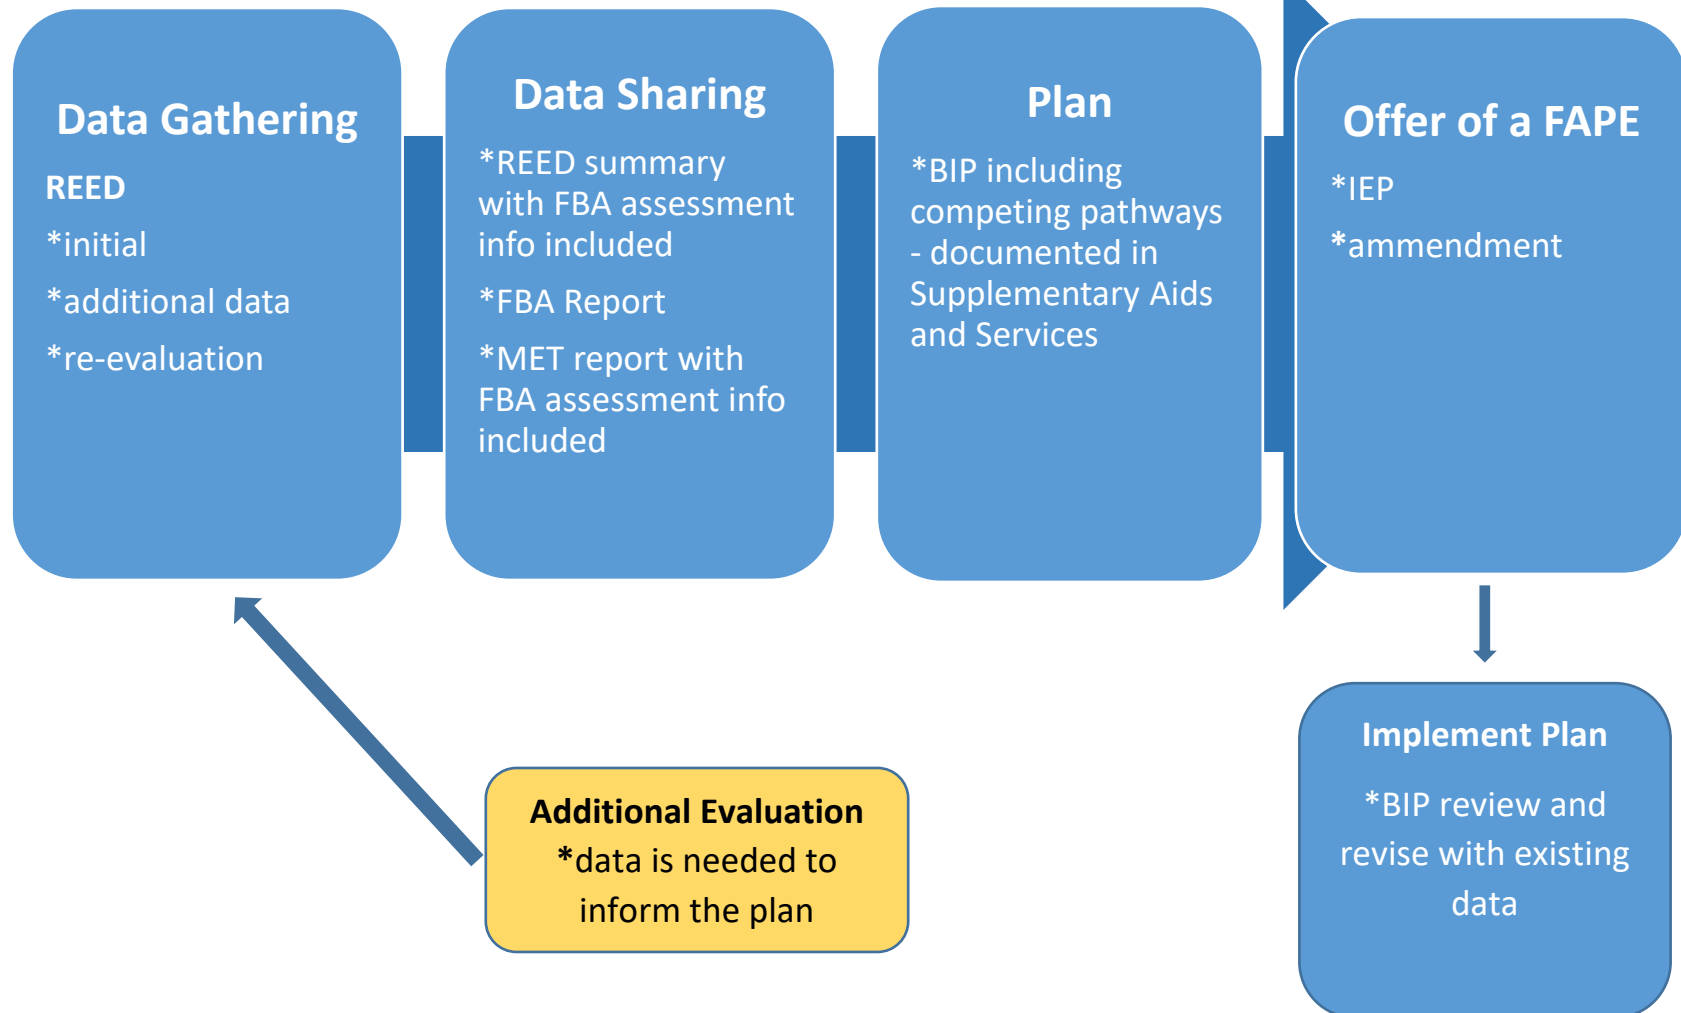 Data Gathering
REED
*initial
*additional data
*re-evaluation
Data Sharing
*REED summary
with FBA assessment
info included
*FBA Report
*MET report with
FBA assessment info
included
Plan
*BIP including
competing pathways
- documented in
Supplementary Aids
and Services
Offer of a FAPE
*IEP
*ammendment
Additional Evaluation
*data is needed to
inform the plan
Implement Plan
*BIP review and
revise with existing
data